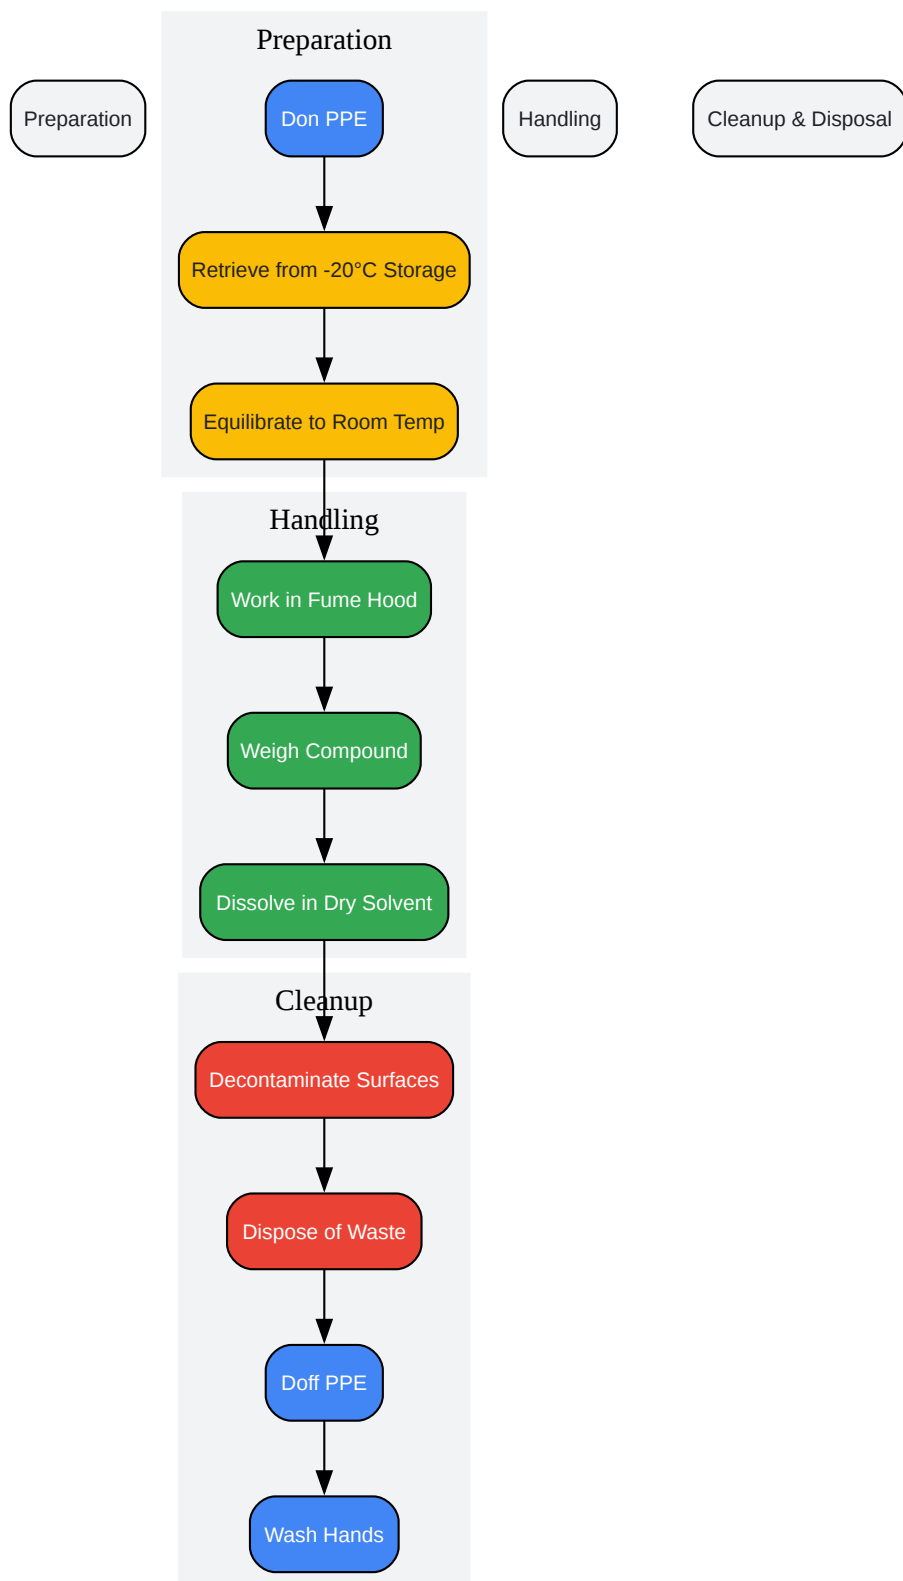 Preparation
Preparation
Don PPE
Handling
Cleanup & Disposal
Retrieve from -20°C Storage
Equilibrate to Room Temp
Handling
Work in Fume Hood
Weigh Compound
Dissolve in Dry Solvent
Cleanup
Decontaminate Surfaces
Dispose of Waste
Doff PPE
Wash Hands